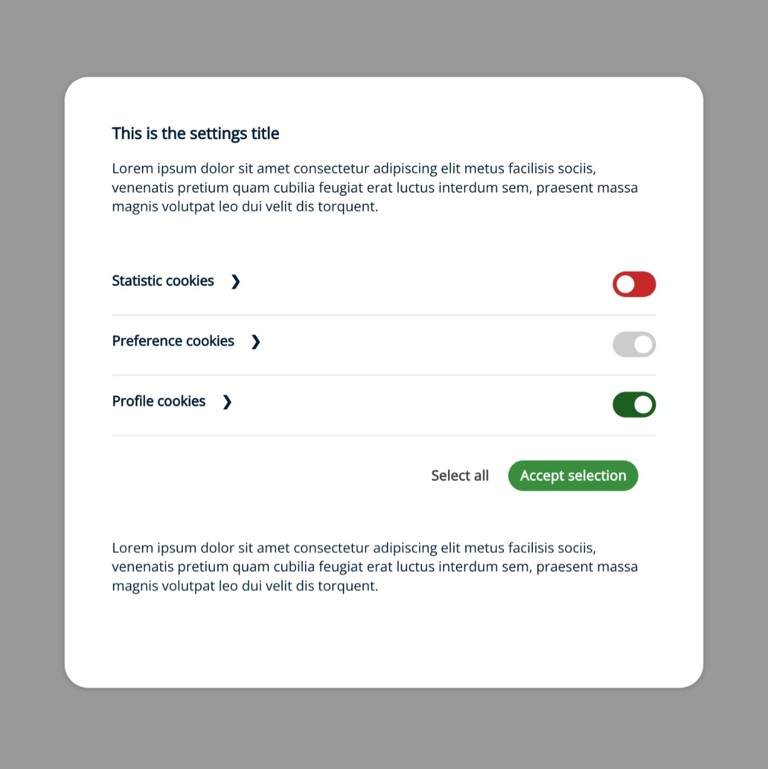 This is the settings title
Lorem ipsum dolor sit amet consectetur adipiscing elit metus facilisis sociis,
venenatis pretium quam cubilia feugiat erat luctus interdum sem, praesent massa
magnis volutpat leo dui velit dis torquent.
Statistic cookies ❯
Preference cookies ❯
Profile cookies ❯
Select all Accept selection
Lorem ipsum dolor sit amet consectetur adipiscing elit metus facilisis sociis,
venenatis pretium quam cubilia feugiat erat luctus interdum sem, praesent massa
magnis volutpat leo dui velit dis torquent.